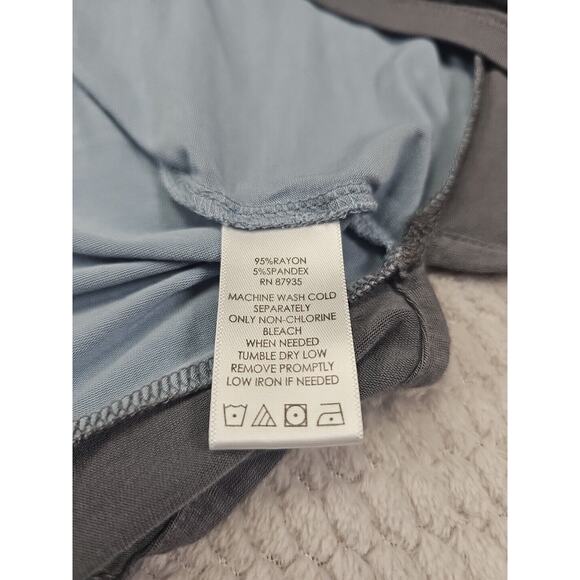 95%RAYON
5%SPANDEX
RN 87935
MACHINE WASH COLD
SEPARATELY
ONLY NON-CHLORINE
BLEACH
WHEN NEEDED
TUMBLE DRY LOW
REMOVE PROMPTLY
LOW IRON IF NEEDED